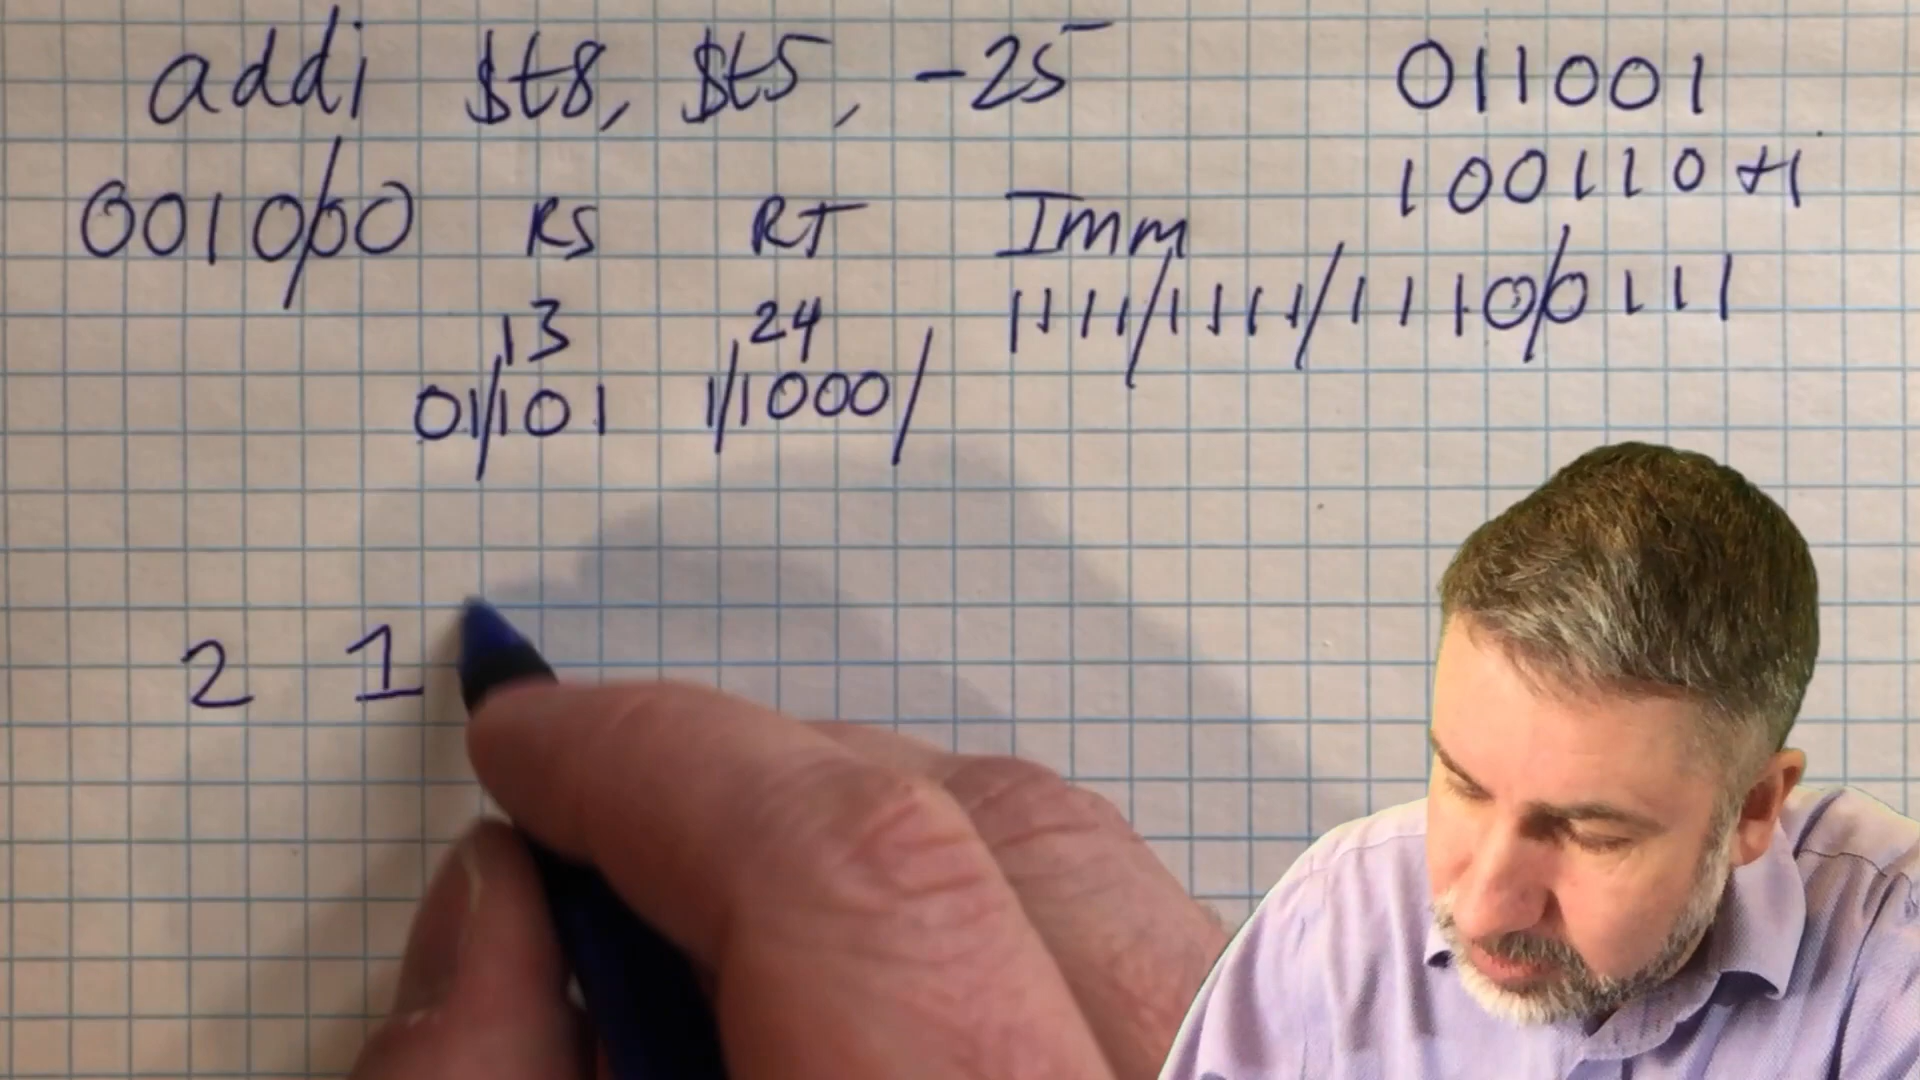 addi $t8, $t5, -25
011001
100110 +1
001000 RS RT Imm
13 24 1111/1111/1110/0111
01/101 1/1000/
2 1